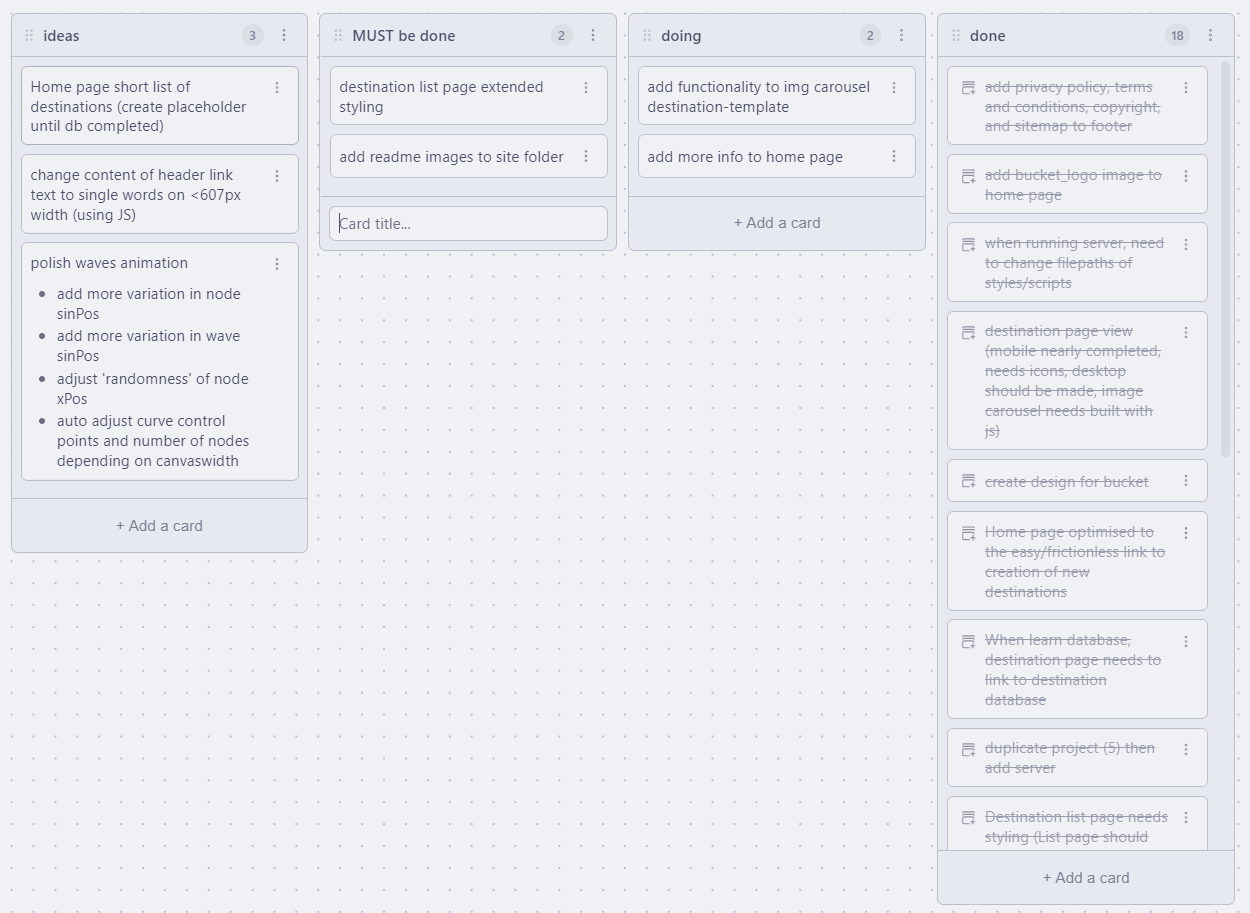 ideas
3
Home page short list of
destinations (create placeholder
until db completed)
change content of header link
text to single words on <607px
width (using JS)
polish waves animation
add more variation in node
sinPos
add more variation in wave
sinPos
adjust 'randomness' of node
xPos
auto adjust curve control
points and number of nodes
depending on canvaswidth
+ Add a card
MUST be done
2
destination list page extended
styling
add readme images to site folder
Card title...
doing
2
add functionality to img carousel
destination-template
add more info to home page
+ Add a card
done
18
add privacy policy, terms
and conditions, copyright,
and sitemap to footer
add bucket_logo image to
home page
when running server, need
to change filepaths of
styles/scripts
destination page view
(mobile nearly completed,
needs icons, desktop
should be made, image
carousel needs built with
js)
create design for bucket
Home page optimised to
the easy/frictionless link to
creation of new
destinations
When learn database,
destination page needs to
link to destination
database
duplicate project (5) then
add server
Destination list page needs
styling (List page should
+ Add a card